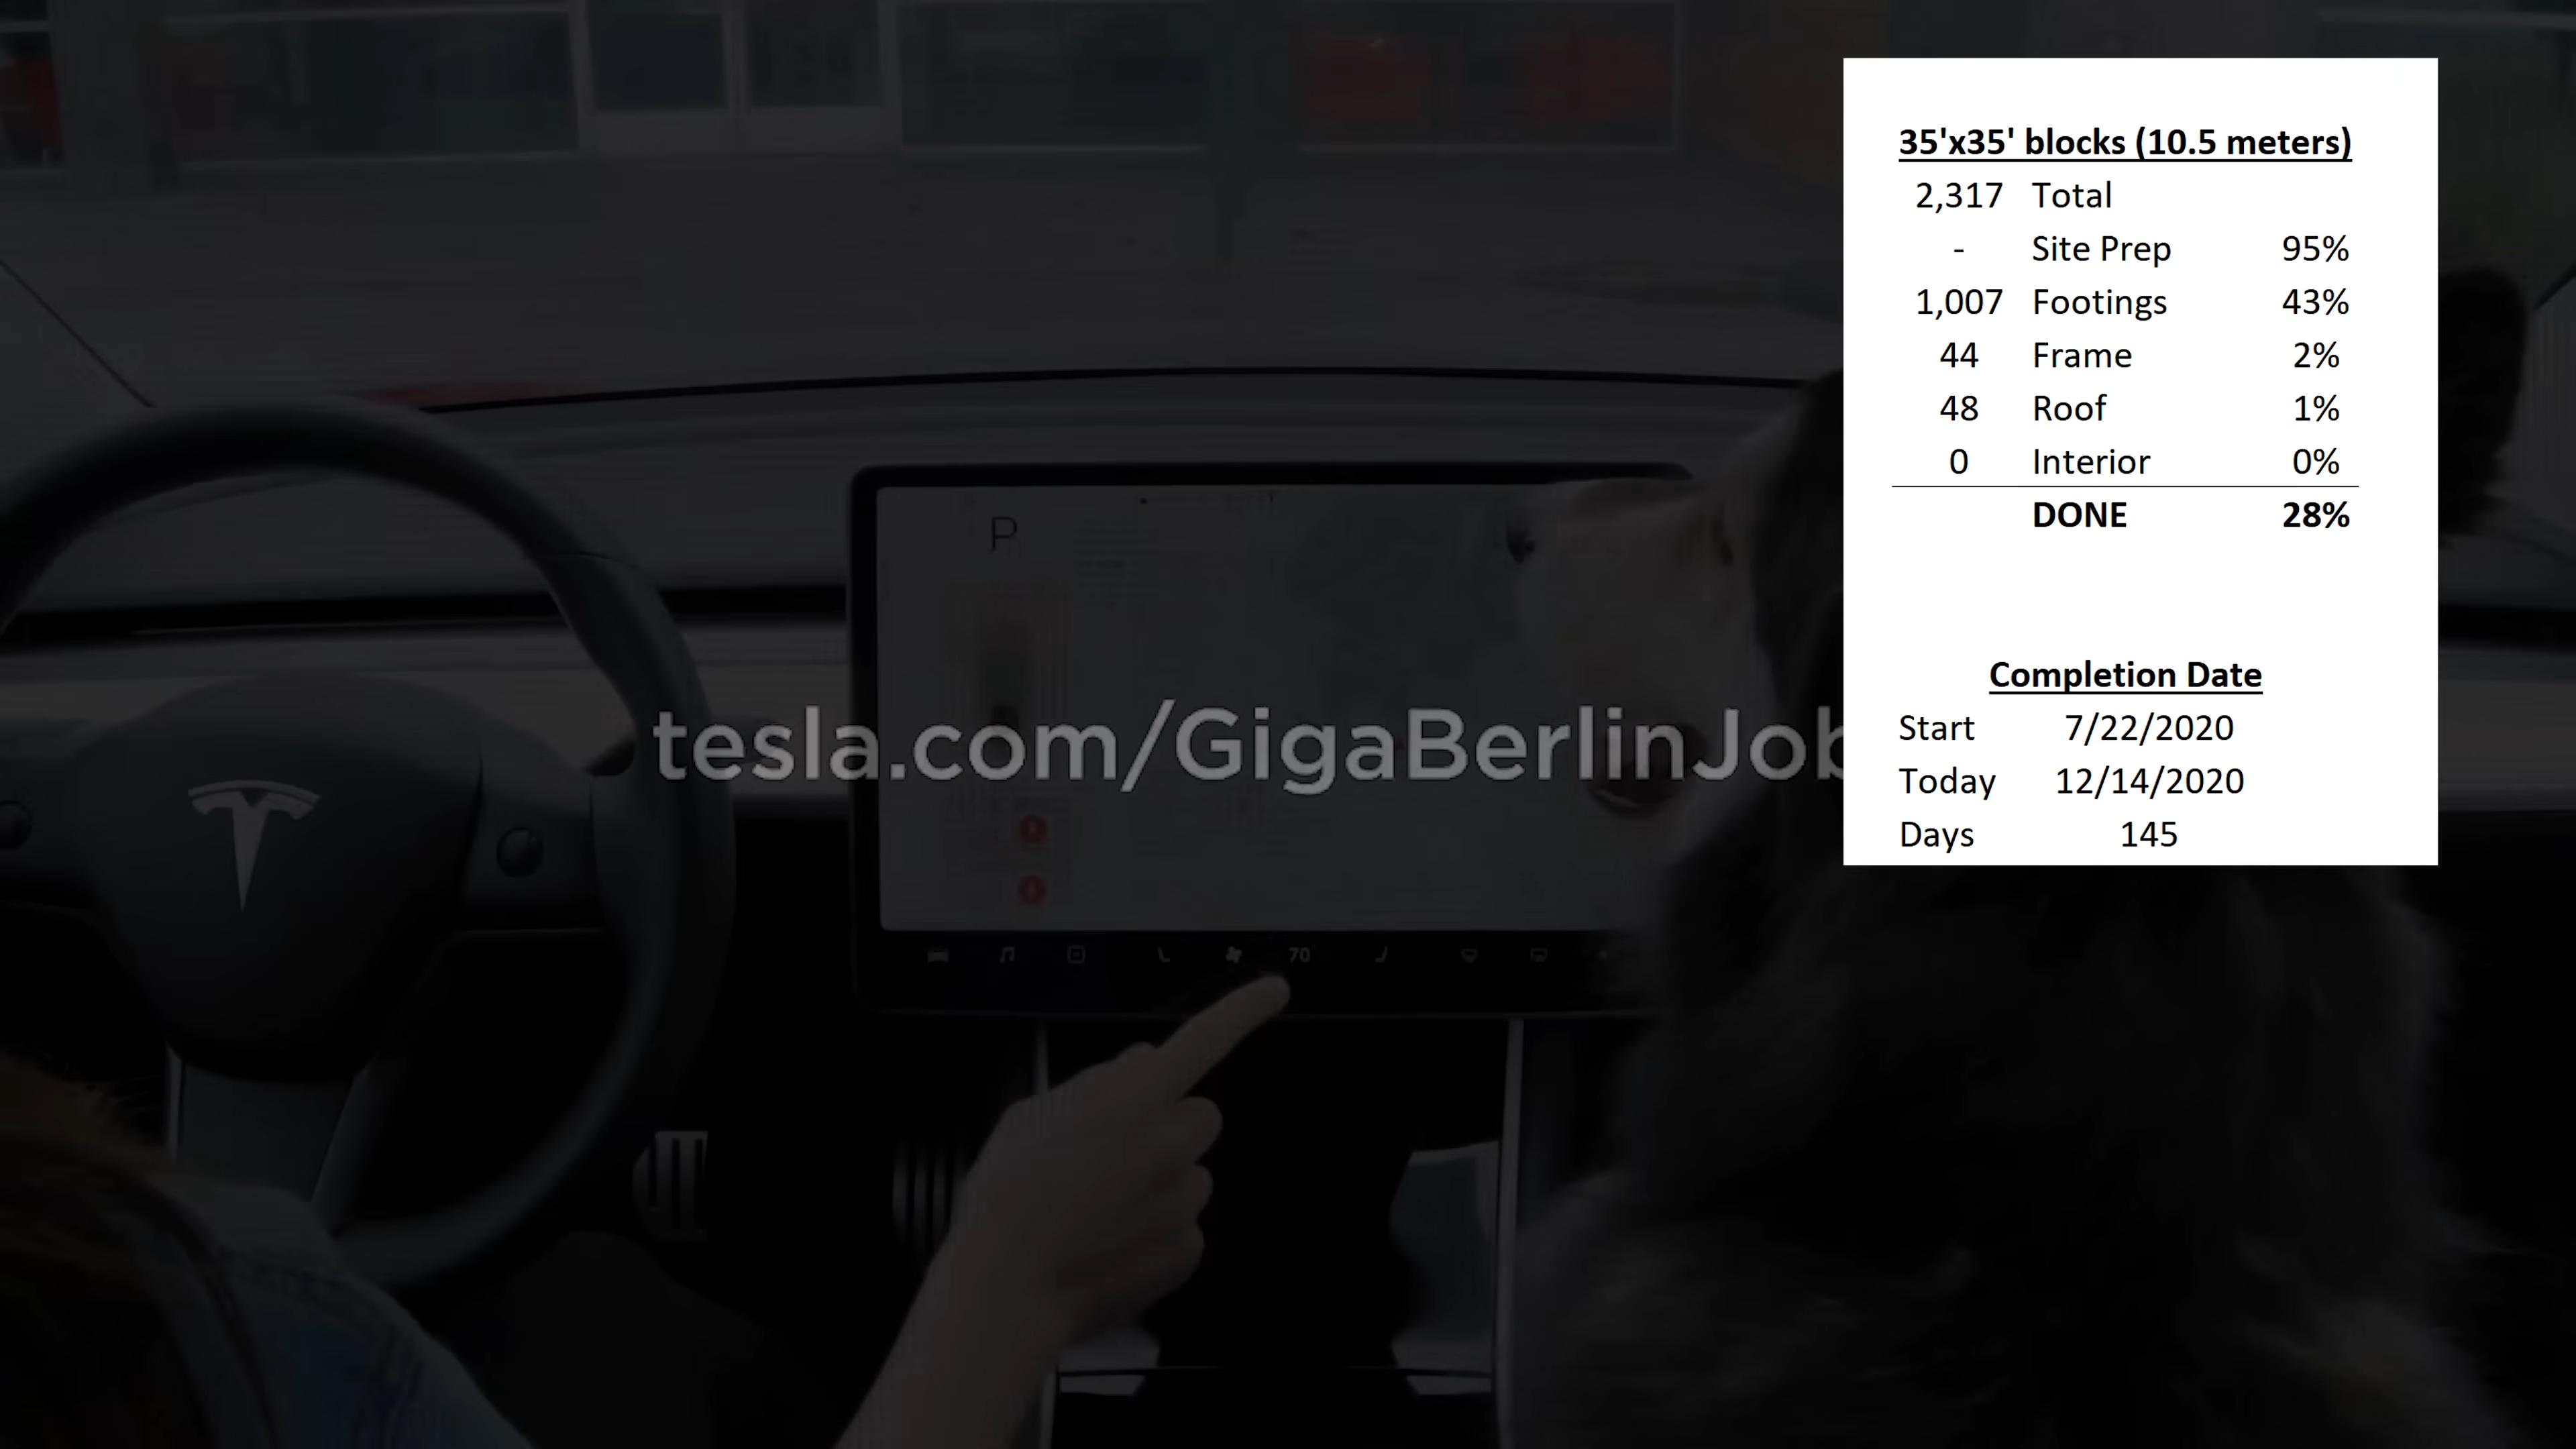 35'x35' blocks (10.5 meters)
2,317 Total
- Site Prep 95%
1,007 Footings 43%
44 Frame 2%
48 Roof 1%
0 Interior 0%
DONE 28%
Completion Date
Start 7/22/2020
Today 12/14/2020
Days 145
P
tesla.com/GigaBerlinJob
70